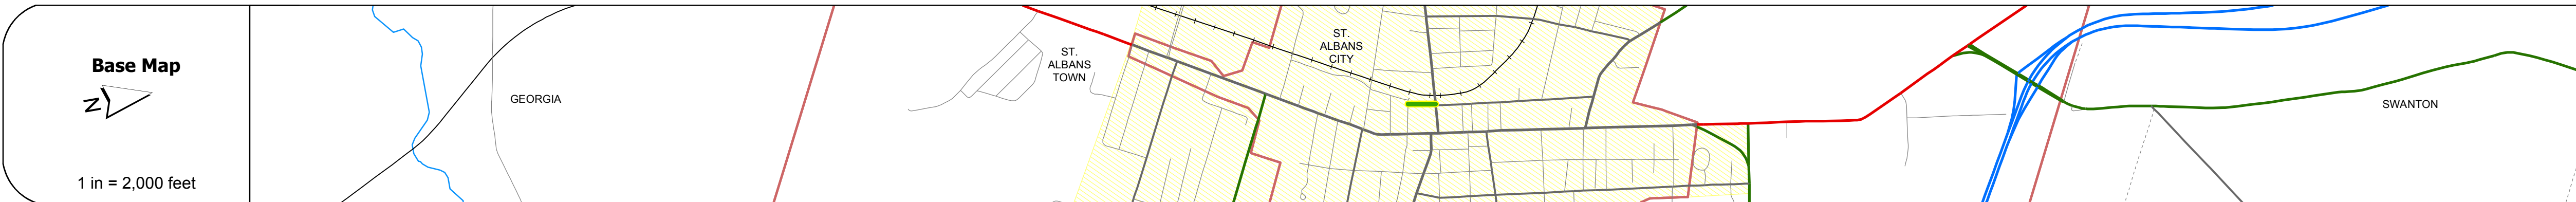 Base Map
N
1 in = 2,000 feet
GEORGIA
ST.
ALBANS
TOWN
ST.
ALBANS
CITY
SWANTON